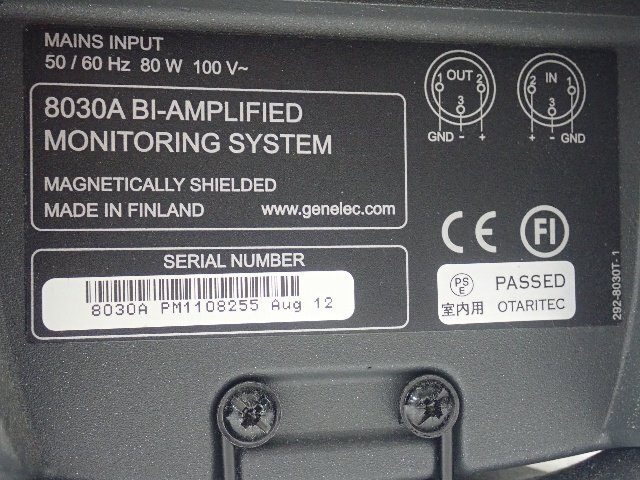 MAINS INPUT
50 / 60 Hz 80 W 100 V~
8030A BI-AMPLIFIED
MONITORING SYSTEM
MAGNETICALLY SHIELDED
MADE IN FINLAND www.genelec.com
1 OUT 2
3
GND - +
2 IN 1
3
+ - GND
CE FI
SERIAL NUMBER
8030A PM1108255 Aug 12
PS
E
PASSED
室内用 OTARITEC
292-8030T-1